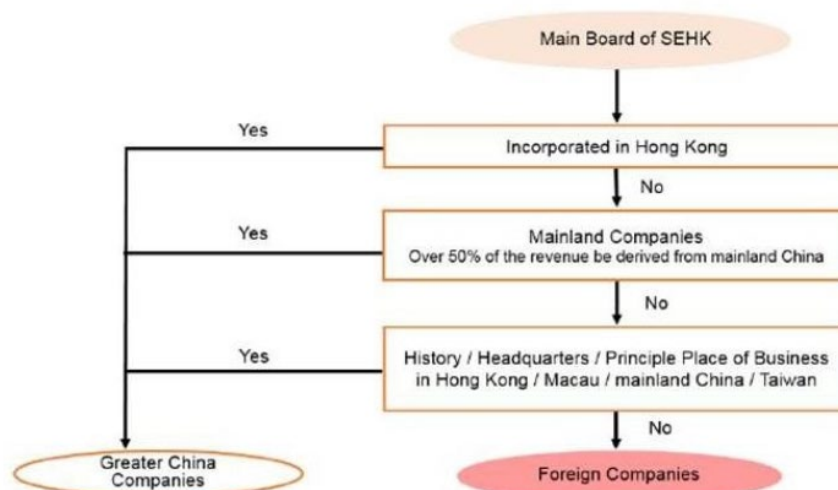 Main Board of SEHK
Yes
Incorporated in Hong Kong
No
Yes
Mainland Companies
Over 50% of the revenue be derived from mainland China
No
Yes
History / Headquarters / Principle Place of Business
in Hong Kong / Macau / mainland China / Taiwan
No
Greater China
Companies
Foreign Companies